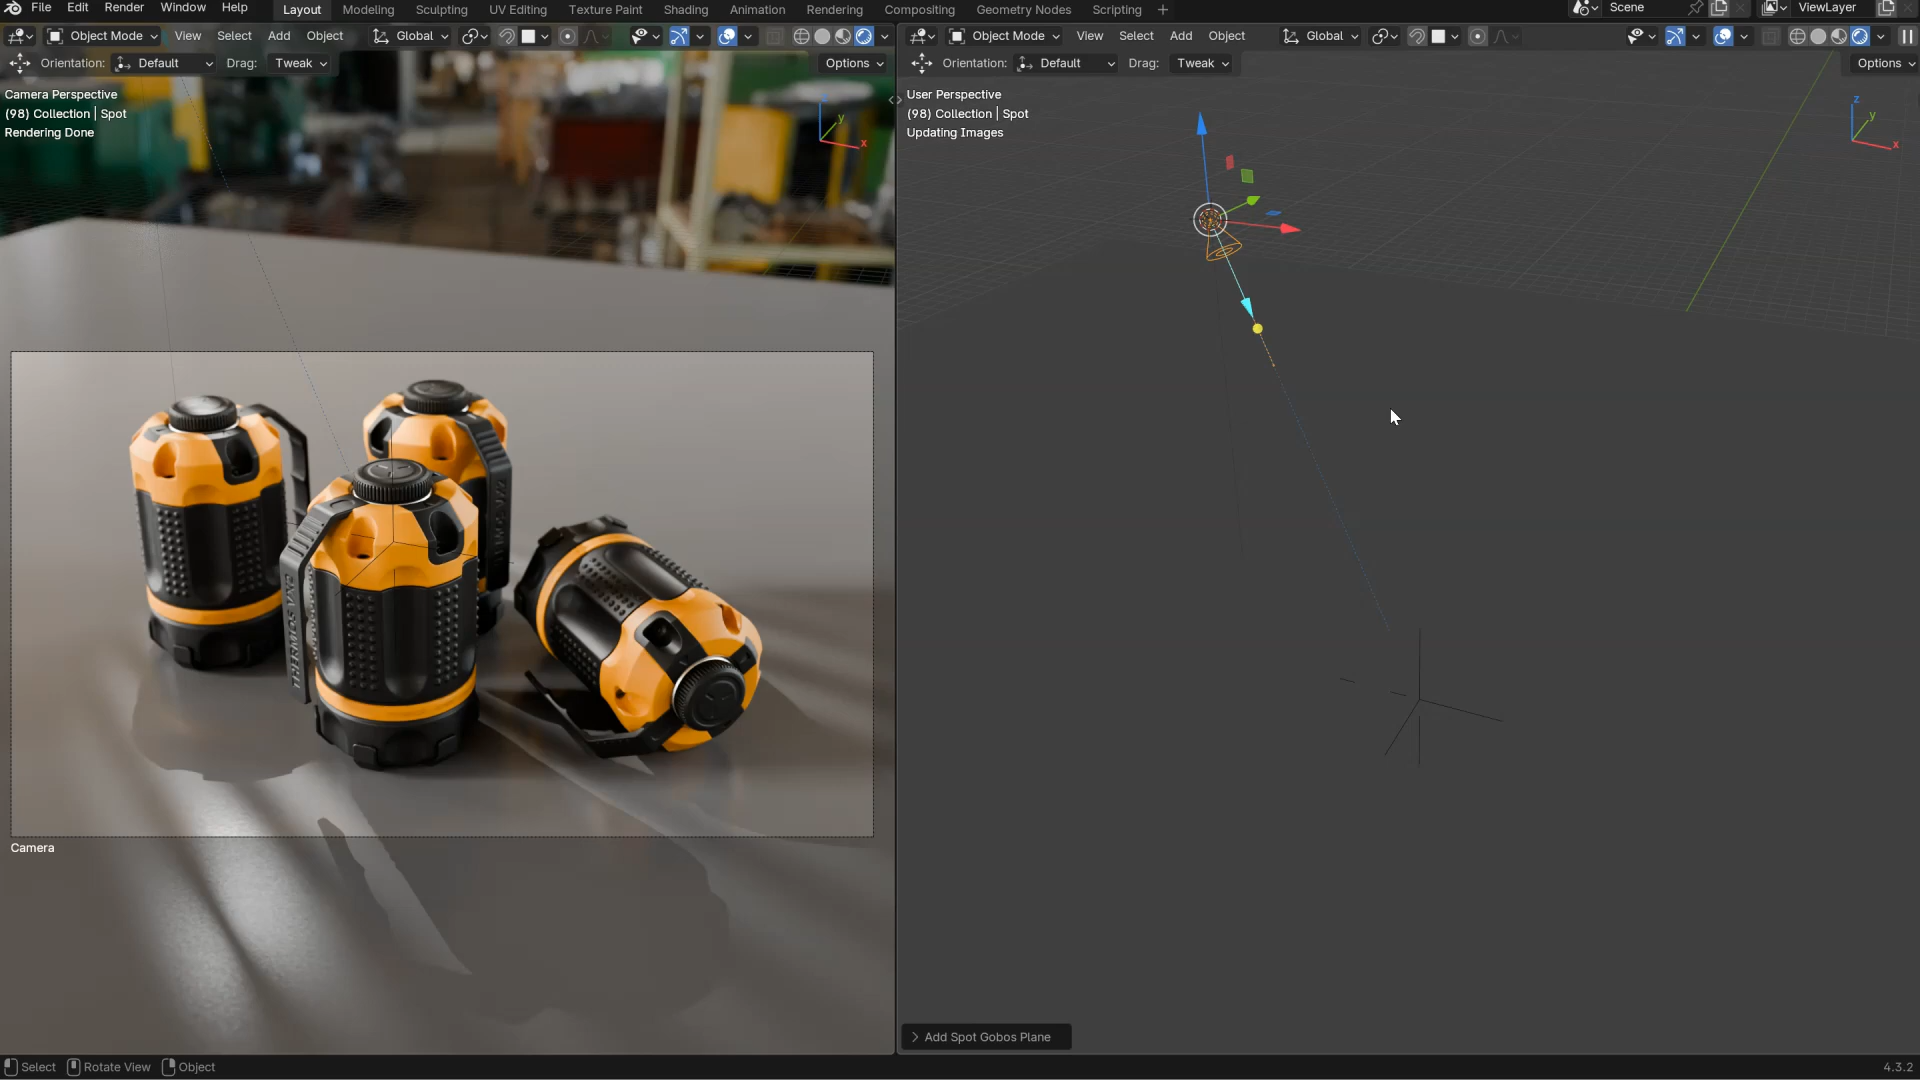 File Edit Render Window Help Layout Modeling Sculpting UV Editing Texture Paint Shading Animation Rendering Compositing Geometry Nodes Scripting + Scene ViewLayer
Object Mode View Select Add Object Global
Orientation: Default Drag: Tweak Options
Camera Perspective
(98) Collection | Spot
Rendering Done
z
y
x
Camera
Object Mode View Select Add Object Global
Orientation: Default Drag: Tweak Options
User Perspective
(98) Collection | Spot
Updating Images
z
y
x
Add Spot Gobos Plane
Select Rotate View Object 4.3.2